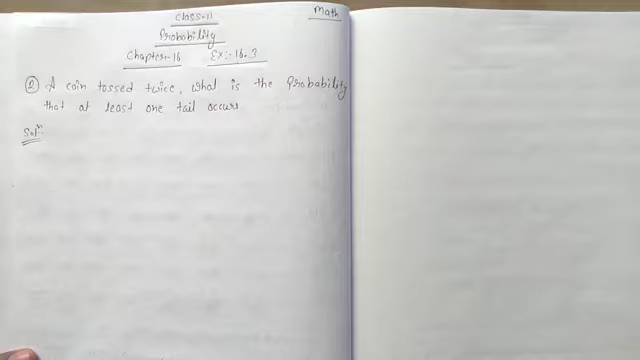 Class-11
Math
Probability
Chapter-16 Ex:- 16.3
② A coin tossed twice, what is the Probability
that at least one tail occurs
Solⁿ: